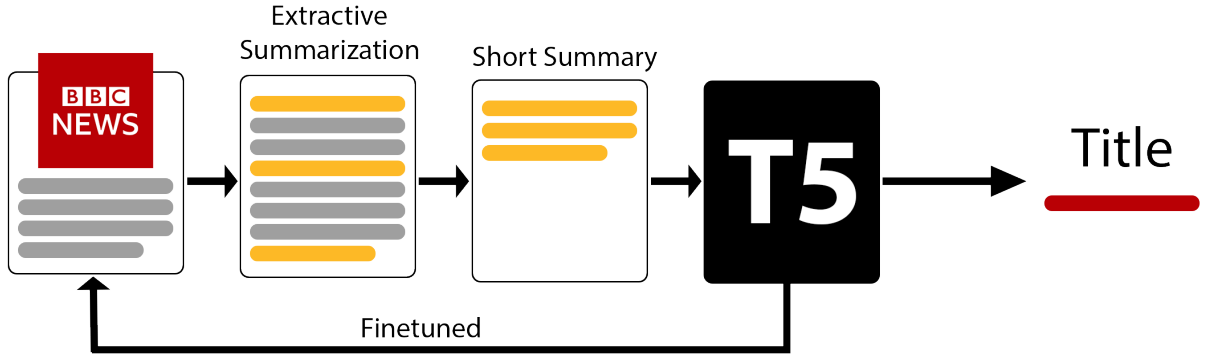 Extractive
Summarization
Short Summary
BBC
NEWS
T5
Title
Finetuned